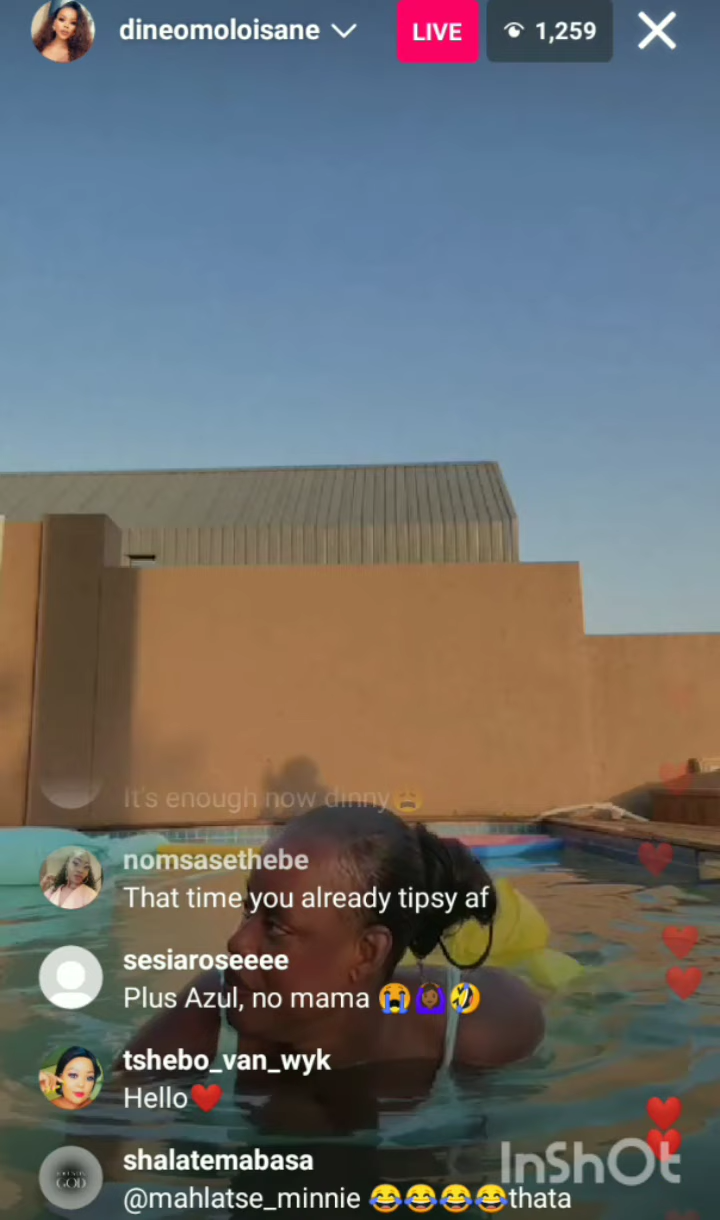 dineomoloisane
LIVE
1,259
It's enough now dinny😩
nomsasethebe
That time you already tipsy af
sesiaroseeee
Plus Azul, no mama 😭🙆🏾‍♀️🤣
tshebo_van_wyk
Hello❤️
shalatemabasa
GOD
@mahlatse_minnie 😂😂😂😂thata
InShOt